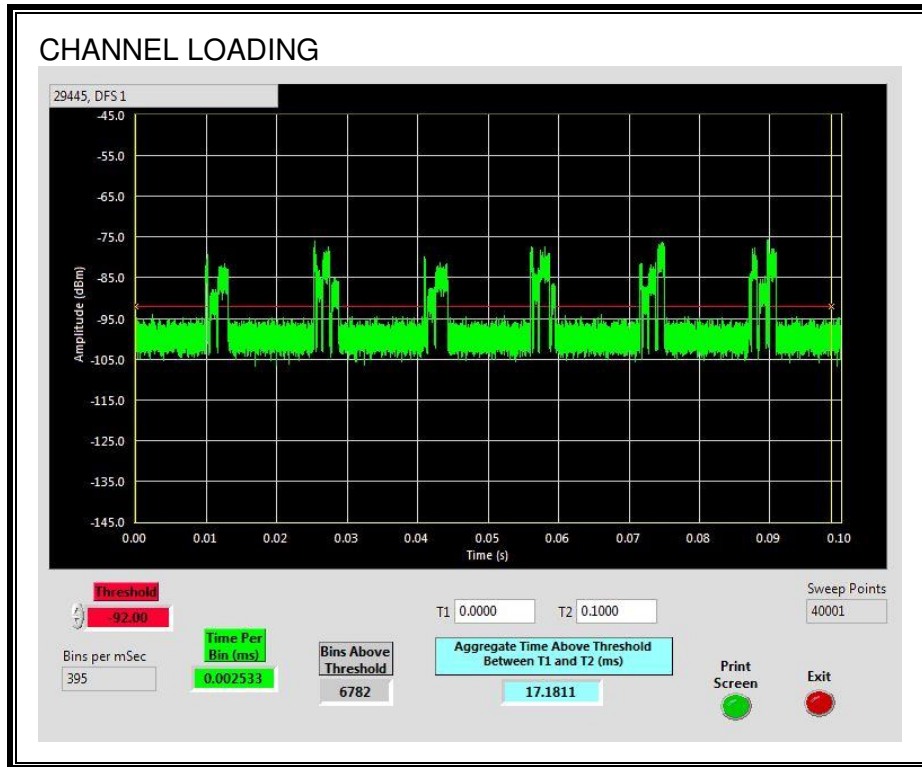 CHANNEL LOADING
29445, DFS 1
-45.0
-55.0
-65.0
-75.0
-85.0
-95.0
-105.0
-115.0
-125.0
-135.0
-145.0
Amplitude (dBm)
0.00 0.01 0.02 0.03 0.04 0.05 0.06 0.07 0.08 0.09 0.10
Time (s)
Threshold
-92.00
Bins per mSec
395
Time Per
Bin (ms)
0.002533
Bins Above
Threshold
6782
T1 0.0000 T2 0.1000
Aggregate Time Above Threshold
Between T1 and T2 (ms)
17.1811
Sweep Points
40001
Print
Screen
Exit